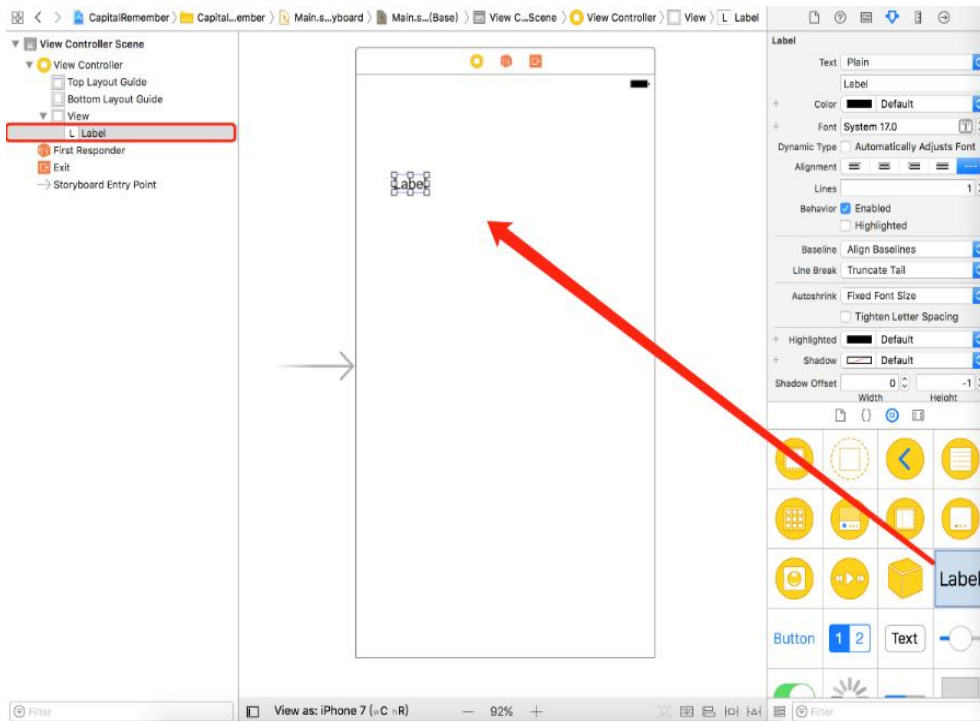 CapitalRemember
Capital...ember
Main.s...yboard
Main.s...(Base)
View C...Scene
View Controller
View
L Label
View Controller Scene
View Controller
Top Layout Guide
Bottom Layout Guide
View
L Label
First Responder
Exit
Storyboard Entry Point
Label
Label
Text Plain
Label
Color Default
Font System 17.0
Dynamic Type Automatically Adjusts Font
Alignment
Lines 1
Behavior Enabled
Highlighted
Baseline Align Baselines
Line Break Truncate Tail
Autoshrink Fixed Font Size
Tighten Letter Spacing
Highlighted Default
Shadow Default
Shadow Offset 0 -1
Width Height
Label
Button 1 2 Text
Filter
View as: iPhone 7 (wC hR)
92%
Filter